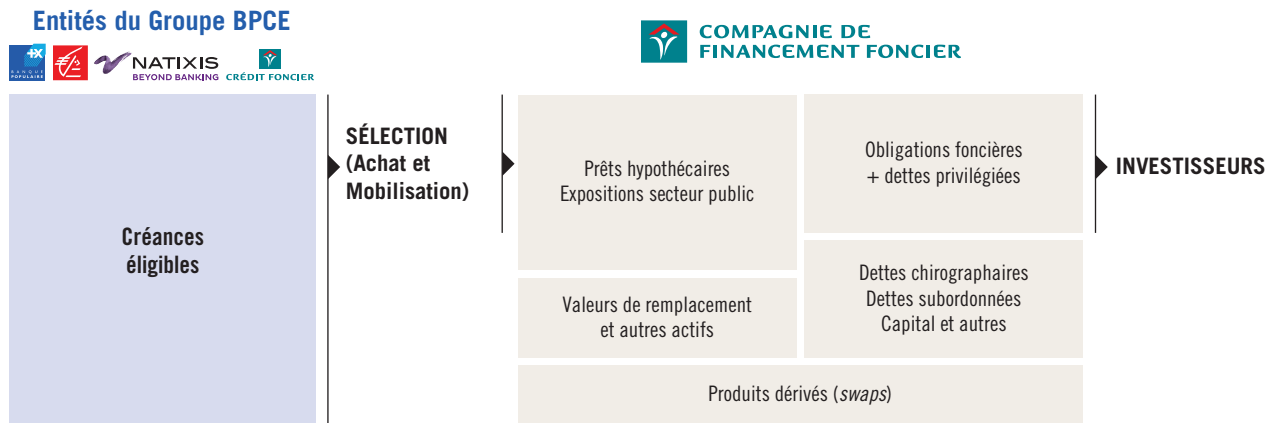 Entités du Groupe BPCE
BANQUE
POPULAIRE
NATIXIS
BEYOND BANKING
CRÉDIT FONCIER
COMPAGNIE DE
FINANCEMENT FONCIER
Créances
éligibles
SÉLECTION
(Achat et
Mobilisation)
Prêts hypothécaires
Expositions secteur public
Valeurs de remplacement
et autres actifs
Obligations foncières
+ dettes privilégiées
Dettes chirographaires
Dettes subordonnées
Capital et autres
Produits dérivés (swaps)
INVESTISSEURS